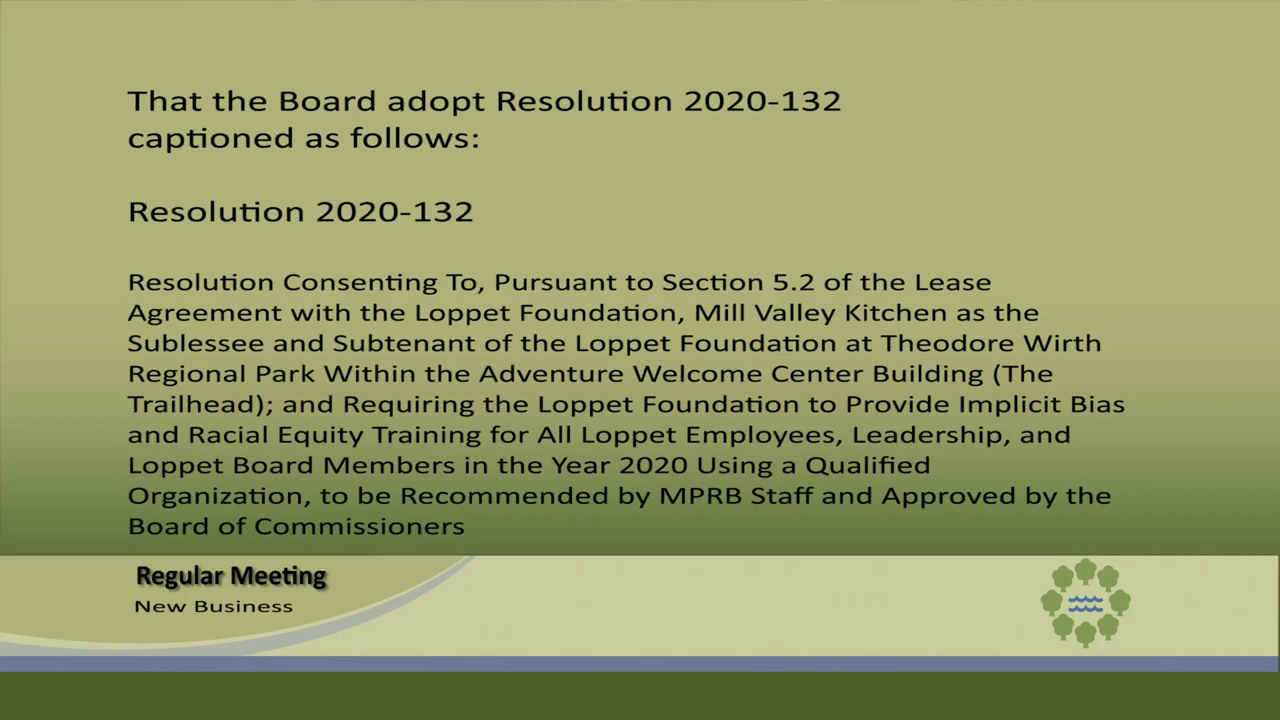 That the Board adopt Resolution 2020-132
captioned as follows:
Resolution 2020-132
Resolution Consenting To, Pursuant to Section 5.2 of the Lease
Agreement with the Loppet Foundation, Mill Valley Kitchen as the
Sublessee and Subtenant of the Loppet Foundation at Theodore Wirth
Regional Park Within the Adventure Welcome Center Building (The
Trailhead); and Requiring the Loppet Foundation to Provide Implicit Bias
and Racial Equity Training for All Loppet Employees, Leadership, and
Loppet Board Members in the Year 2020 Using a Qualified
Organization, to be Recommended by MPRB Staff and Approved by the
Board of Commissioners
Regular Meeting
New Business